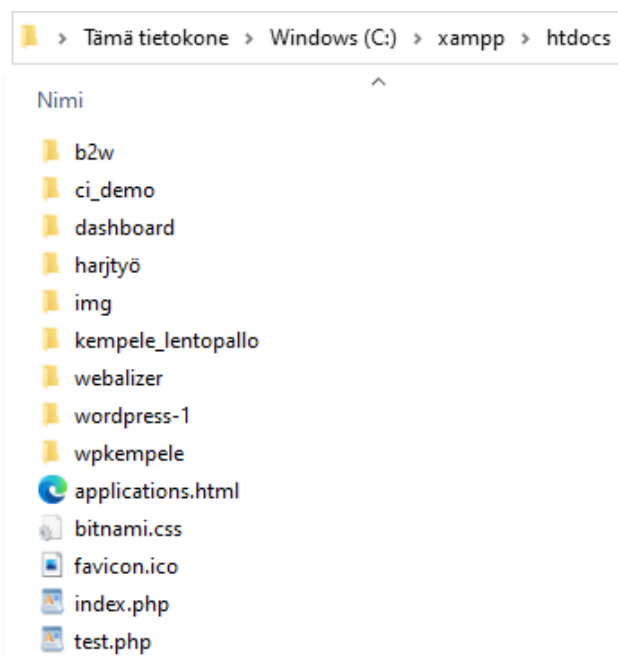 Tämä tietokone > Windows (C:) > xampp > htdocs
Nimi
b2w
ci_demo
dashboard
harjtyö
img
kempele_lentopallo
webalizer
wordpress-1
wpkempele
applications.html
bitnami.css
favicon.ico
index.php
test.php